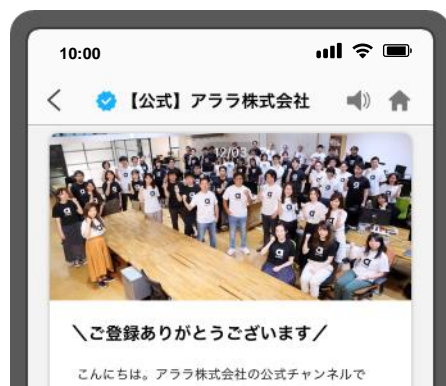 10:00
【公式】アララ株式会社
12/03
＼ご登録ありがとうございます／
こんにちは。アララ株式会社の公式チャンネルで